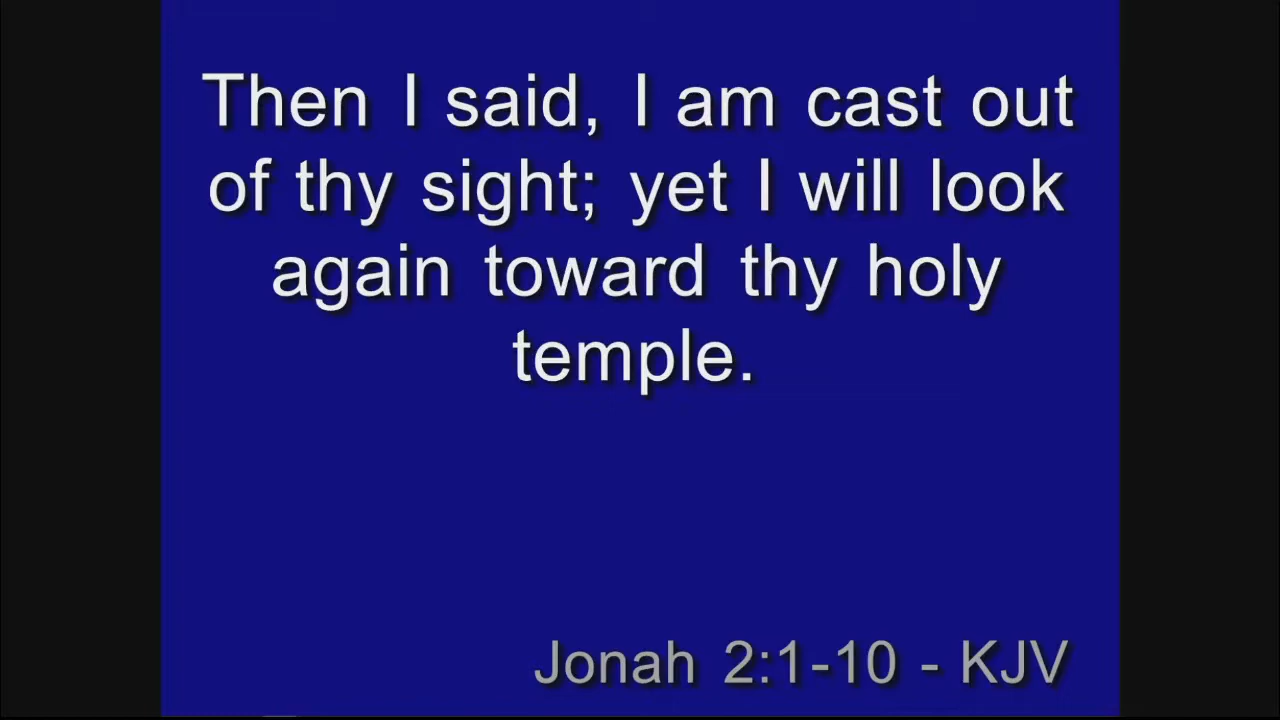 Then I said, I am cast out
of thy sight; yet I will look
again toward thy holy
temple.
Jonah 2:1-10 - KJV